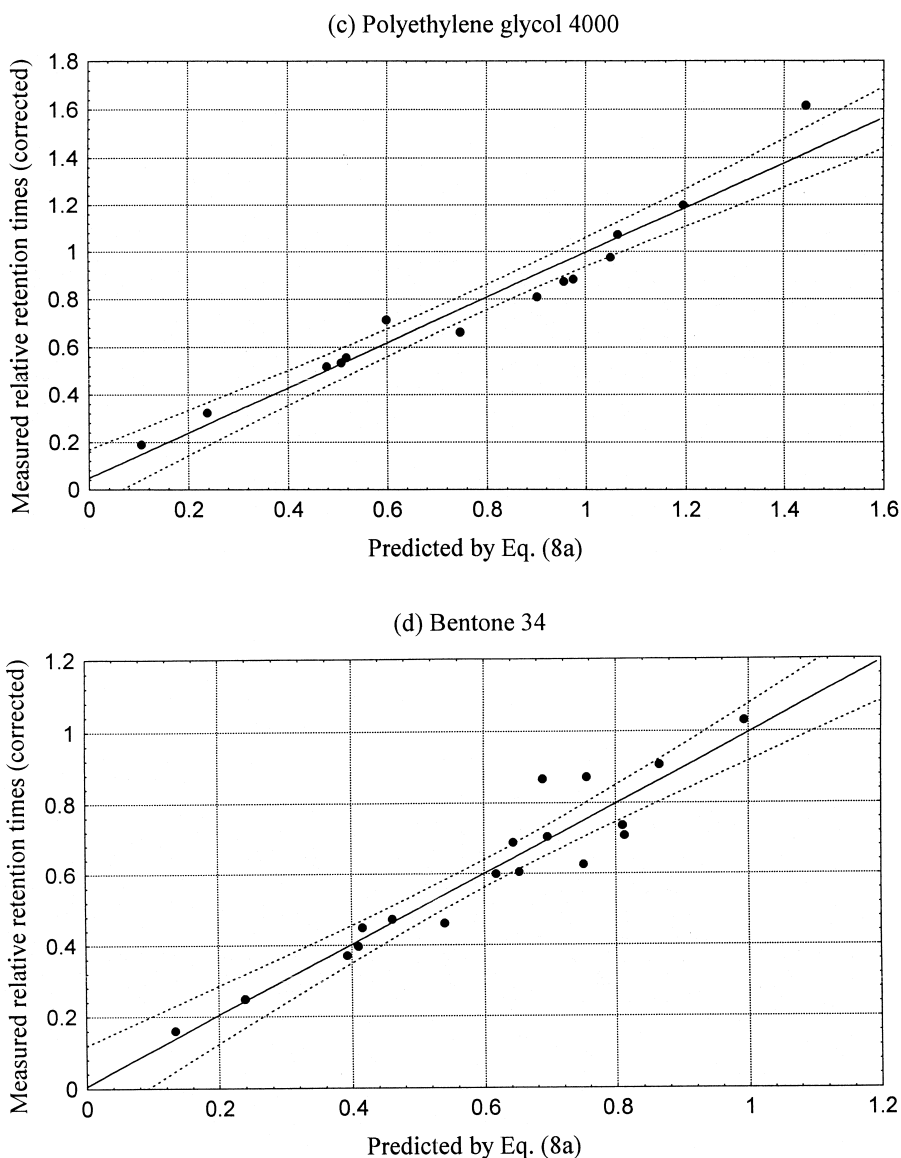 (c) Polyethylene glycol 4000
Measured relative retention times (corrected)
1.8
1.6
1.4
1.2
1
0.8
0.6
0.4
0.2
0
0 0.2 0.4 0.6 0.8 1 1.2 1.4 1.6
Predicted by Eq. (8a)
(d) Bentone 34
Measured relative retention times (corrected)
1.2
1
0.8
0.6
0.4
0.2
0
0 0.2 0.4 0.6 0.8 1 1.2
Predicted by Eq. (8a)